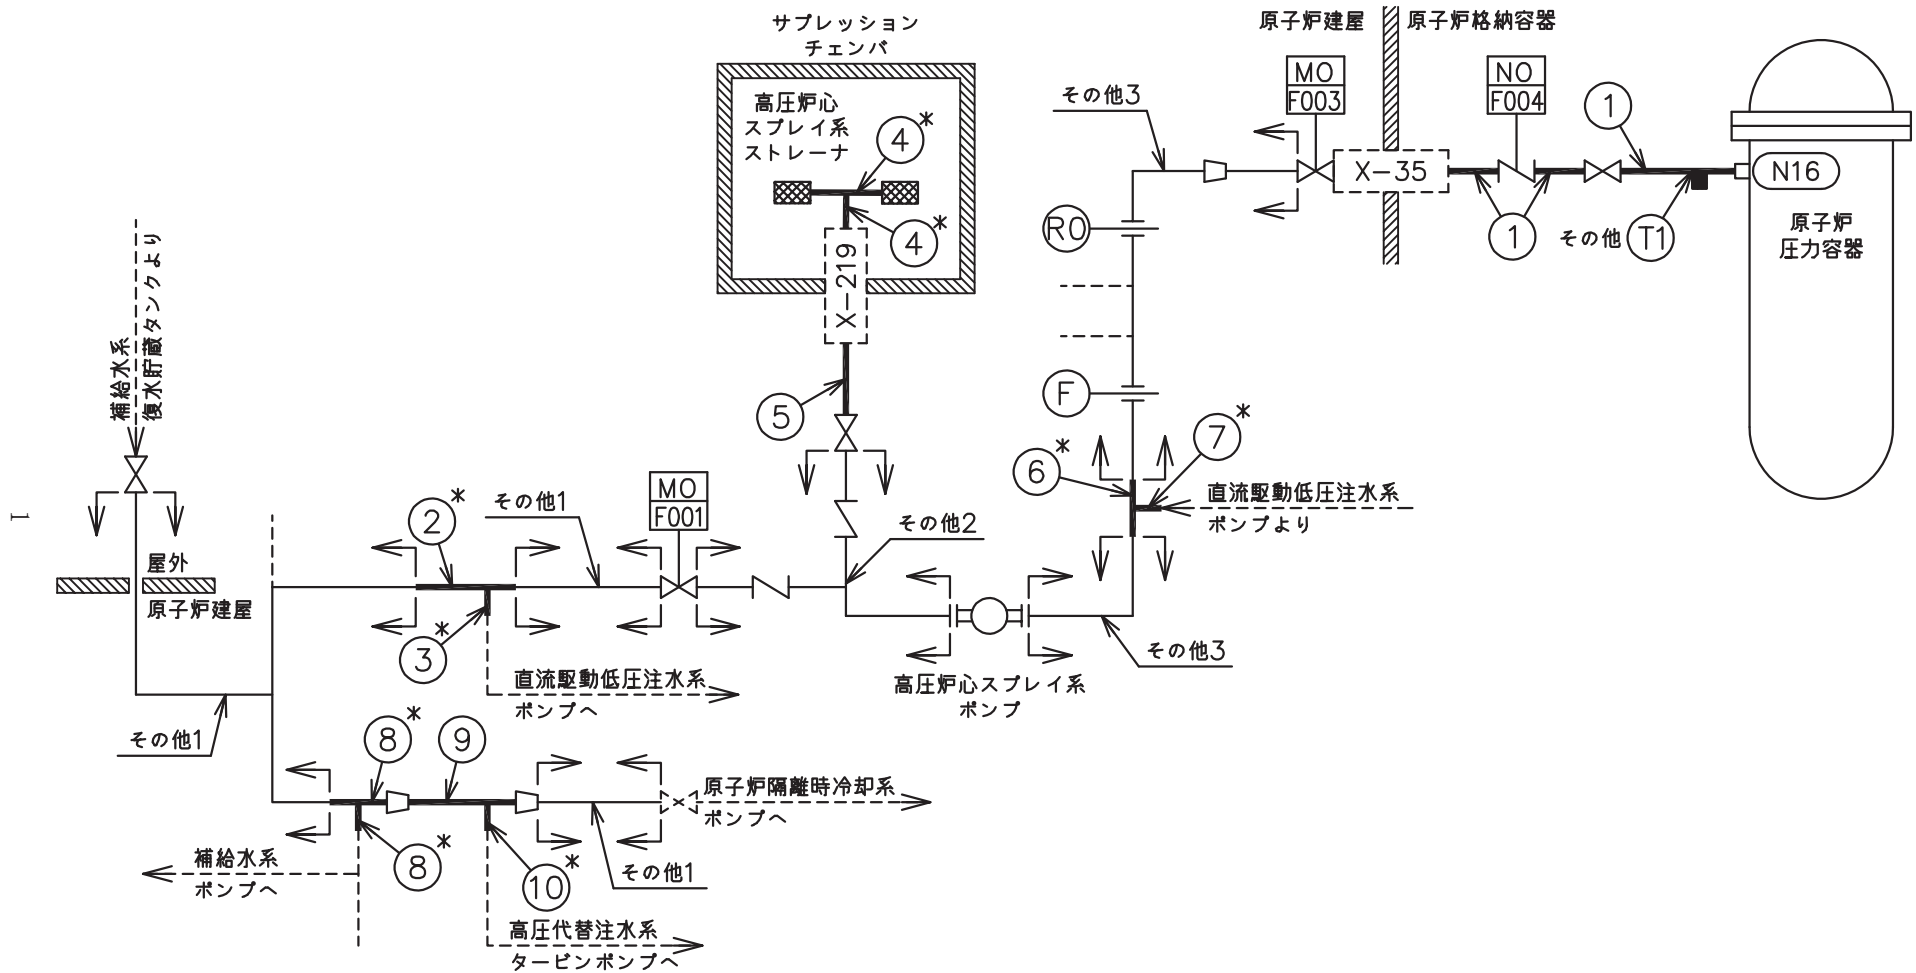 サプレッション
チェンバ
高圧炉心
スプレイ系
ストレーナ
4*
4*
X-219
5
原子炉建屋
原子炉格納容器
その他3
MO
F003
X-35
NO
F004
1
1
その他 T1
N16
原子炉
圧力容器
RO
F
6*
7*
直流駆動低圧注水系
ポンプより
補給水系
復水貯蔵タンクより
屋外
原子炉建屋
2*
その他1
MO
F001
その他2
3*
直流駆動低圧注水系
ポンプへ
高圧炉心スプレイ系
ポンプ
その他3
その他1
8*
9
原子炉隔離時冷却系
ポンプへ
補給水系
ポンプへ
8*
10*
その他1
高圧代替注水系
タービンポンプへ
1